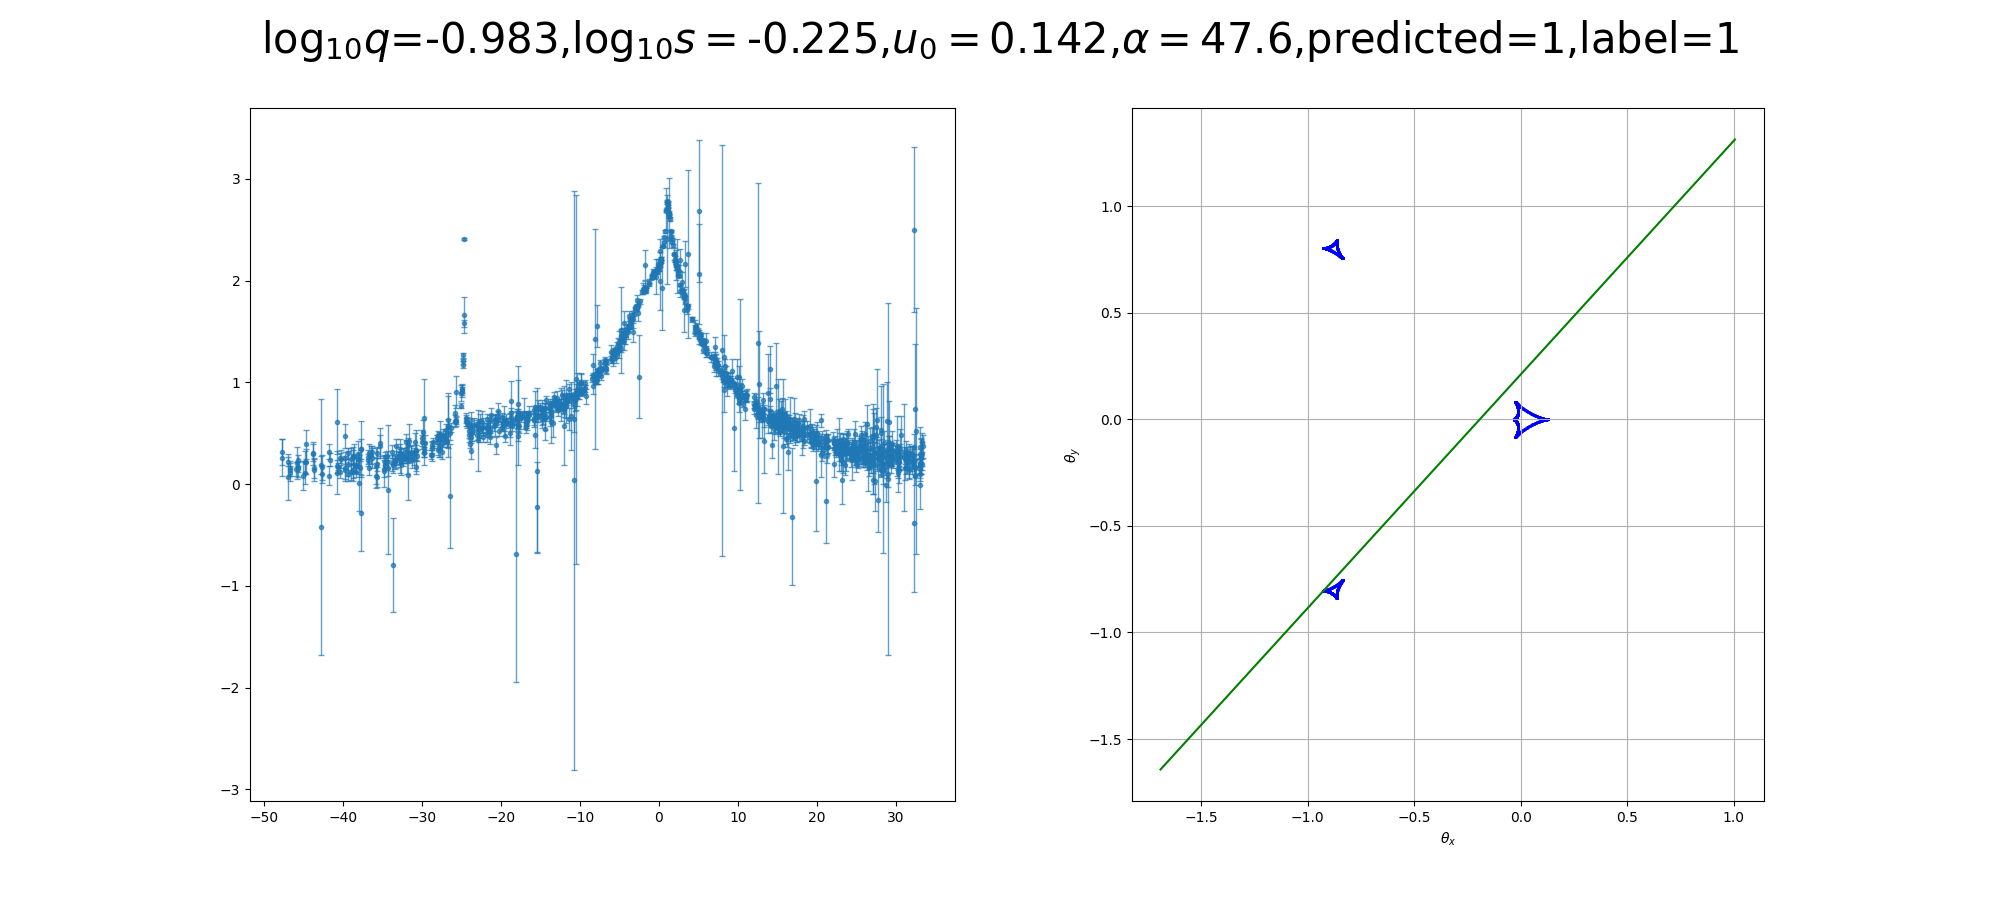 log₁₀q=-0.983,log₁₀s = -0.225,u₀ = 0.142,α = 47.6,predicted=1,label=1
3
2
1
0
−1
−2
−3
−50 −40 −30 −20 −10 0 10 20 30
1.0
0.5
0.0
−0.5
−1.0
−1.5
θy
−1.5 −1.0 −0.5 0.0 0.5 1.0
θₓ